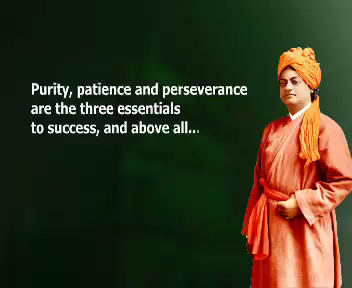 Purity, patience and perseverance
are the three essentials
to success, and above all...